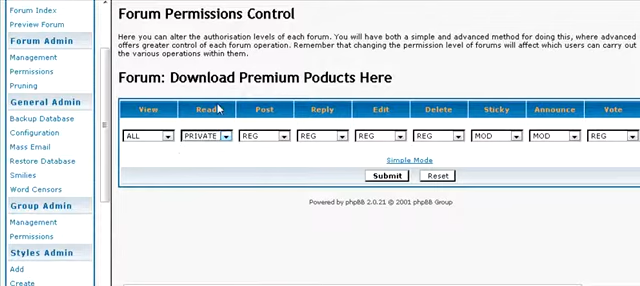 Forum Index
Preview Forum
Forum Admin
Management
Permissions
Pruning
General Admin
Backup Database
Configuration
Mass Email
Restore Database
Smilies
Word Censors
Group Admin
Management
Permissions
Styles Admin
Add
Create
Forum Permissions Control
Here you can alter the authorisation levels of each forum. You will have both a simple and advanced method for doing this, where advanced
offers greater control of each forum operation. Remember that changing the permission level of forums will affect which users can carry out
the various operations within them.
Forum: Download Premium Poducts Here
View Read Post Reply Edit Delete Sticky Announce Vote
ALL PRIVATE REG REG REG REG MOD MOD REG
Simple Mode
Submit Reset
Powered by phpBB 2.0.21 © 2001 phpBB Group